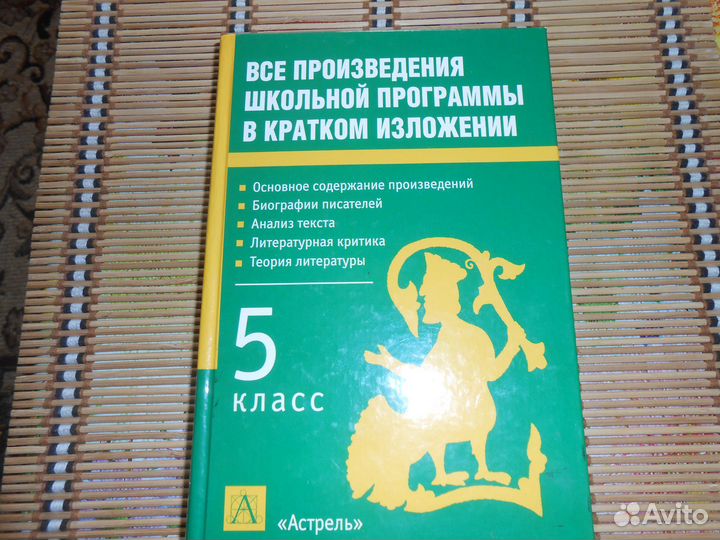 ВСЕ ПРОИЗВЕДЕНИЯ
ШКОЛЬНОЙ ПРОГРАММЫ
В КРАТКОМ ИЗЛОЖЕНИИ
Основное содержание произведений
Биографии писателей
Анализ текста
Литературная критика
Теория литературы
5
класс
А
«Астрель»
Avito